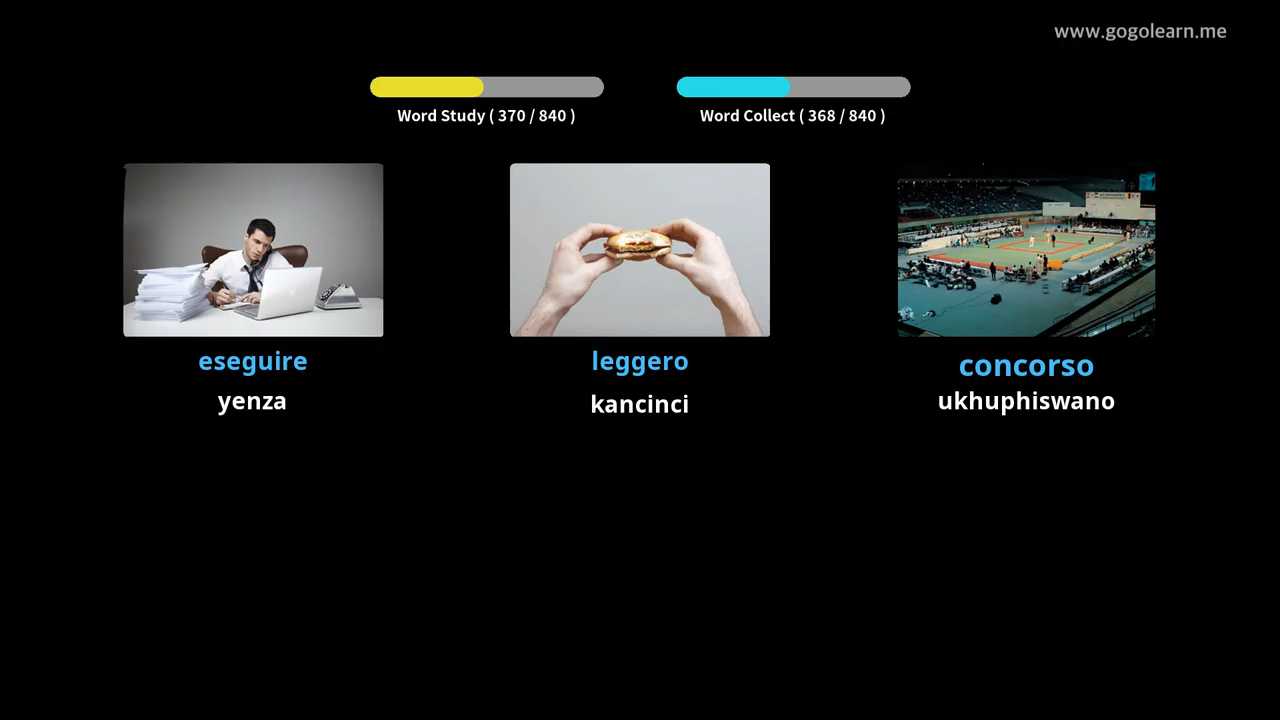 www.gogolearn.me
Word Study ( 370 / 840 )
Word Collect ( 368 / 840 )
eseguire
yenza
leggero
kancinci
concorso
ukhuphiswano